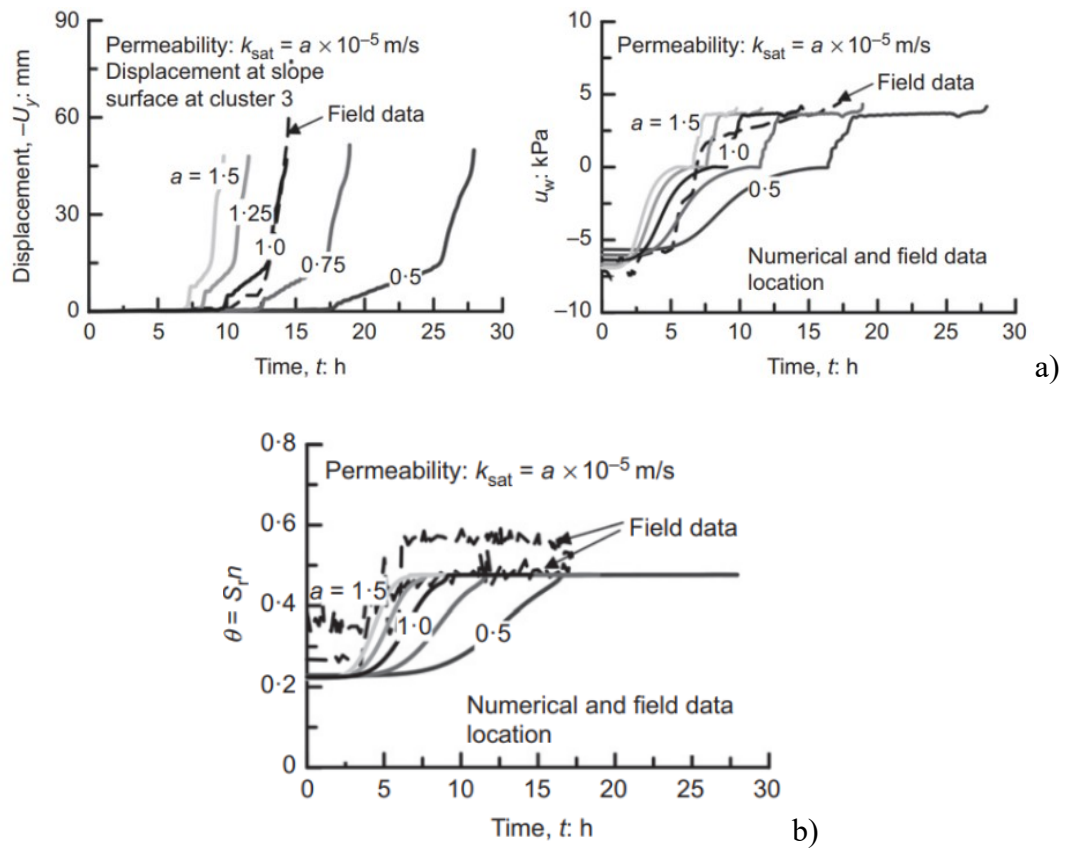 90
60
30
0
Displacement, –Uy: mm
Permeability: ksat = a × 10–5 m/s
Displacement at slope
surface at cluster 3
Field data
a = 1·5
1·25
1·0
0·75
0·5
0 5 10 15 20 25 30
Time, t: h
10
5
0
–5
–10
uw: kPa
Permeability: ksat = a × 10–5 m/s
Field data
a = 1·5
1·0
0·5
Numerical and field data
location
0 5 10 15 20 25 30
Time, t: h
a)
0·8
0·6
0·4
0·2
0
θ = Srn
Permeability: ksat = a × 10–5 m/s
Field data
a = 1·5
1·0
0·5
Numerical and field data
location
0 5 10 15 20 25 30
Time, t: h
b)